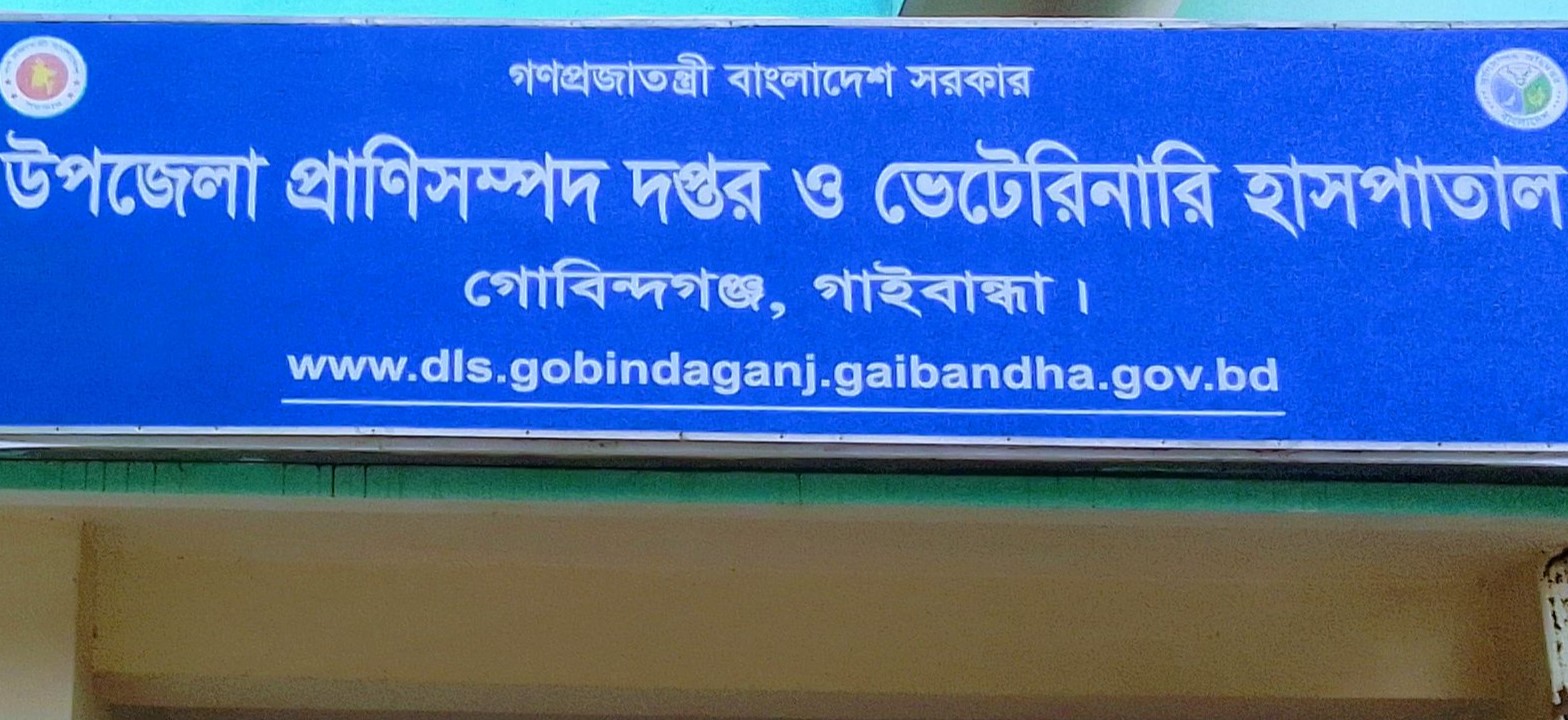 গণপ্রজাতন্ত্রী বাংলাদেশ সরকার
উপজেলা প্রাণিসম্পদ দপ্তর ও ভেটেরিনারি হাসপাতাল
গোবিন্দগঞ্জ, গাইবান্ধা।
www.dls.gobindaganj.gaibandha.gov.bd